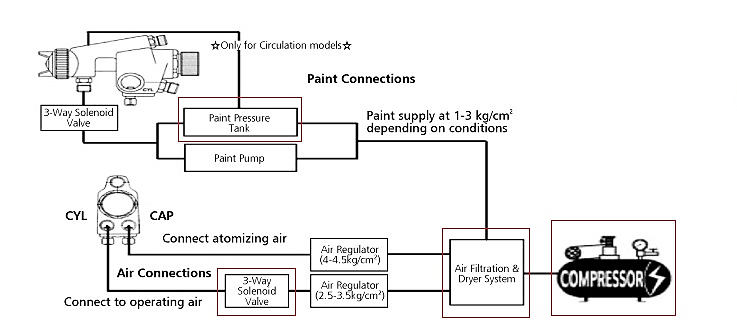 ☆Only for Circulation models☆
CYL
Paint Connections
3-Way Solenoid
Valve
Paint Pressure
Tank
Paint supply at 1-3 kg/cm²
depending on conditions
Paint Pump
CYL
CAP
Connect atomizing air
Air Regulator
(4-4.5kg/cm²)
Air Connections
Air Filtration &
Dryer System
COMPRESSOR
3-Way
Solenoid
Valve
Air Regulator
(2.5-3.5kg/cm²)
Connect to operating air